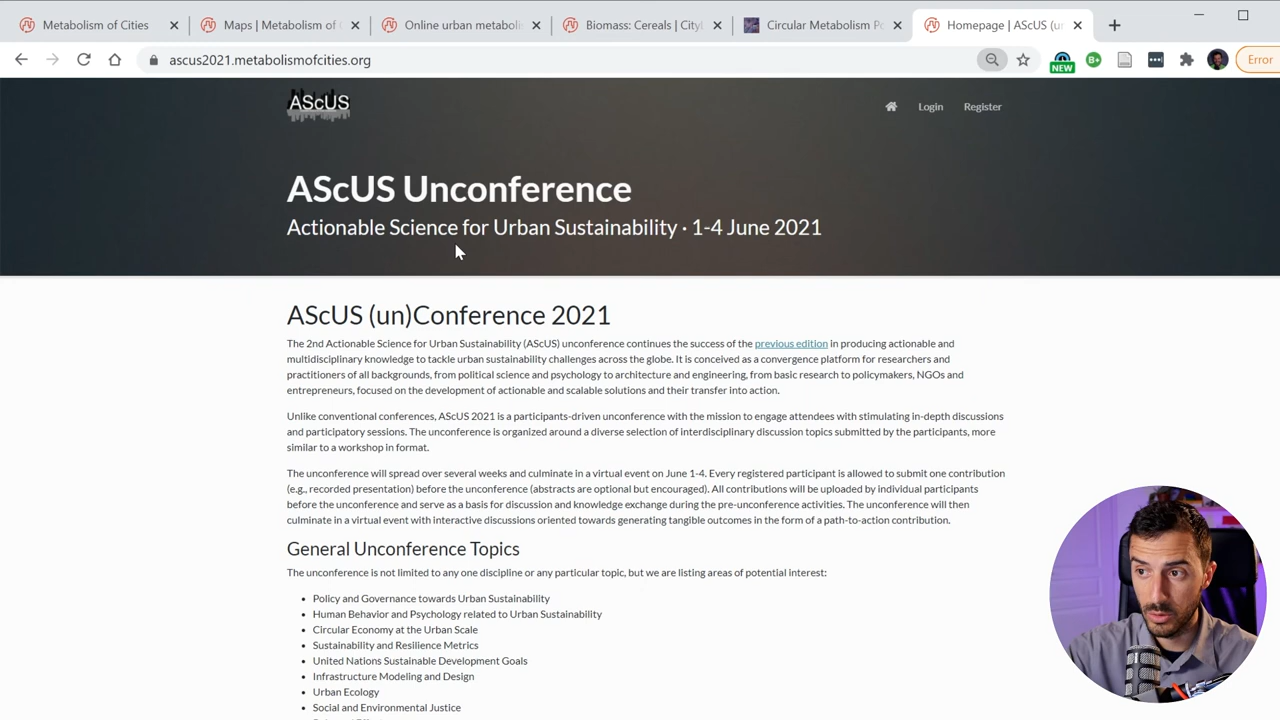 Metabolism of Cities
Maps | Metabolism of C
Online urban metabolis
Biomass: Cereals | CityL
Circular Metabolism Po
Homepage | AScUS (un
ascus2021.metabolismofcities.org
NEW
B+
Error
AScUS
Login
Register
AScUS Unconference
Actionable Science for Urban Sustainability · 1-4 June 2021
AScUS (un)Conference 2021
The 2nd Actionable Science for Urban Sustainability (AScUS) unconference continues the success of the previous edition in producing actionable and
multidisciplinary knowledge to tackle urban sustainability challenges across the globe. It is conceived as a convergence platform for researchers and
practitioners of all backgrounds, from political science and psychology to architecture and engineering, from basic research to policymakers, NGOs and
entrepreneurs, focused on the development of actionable and scalable solutions and their transfer into action.
Unlike conventional conferences, AScUS 2021 is a participants-driven unconference with the mission to engage attendees with stimulating in-depth discussions
and participatory sessions. The unconference is organized around a diverse selection of interdisciplinary discussion topics submitted by the participants, more
similar to a workshop in format.
The unconference will spread over several weeks and culminate in a virtual event on June 1-4. Every registered participant is allowed to submit one contribution
(e.g., recorded presentation) before the unconference (abstracts are optional but encouraged). All contributions will be uploaded by individual participants
before the unconference and serve as a basis for discussion and knowledge exchange during the pre-unconference activities. The unconference will then
culminate in a virtual event with interactive discussions oriented towards generating tangible outcomes in the form of a path-to-action contribution.
General Unconference Topics
The unconference is not limited to any one discipline or any particular topic, but we are listing areas of potential interest:
• Policy and Governance towards Urban Sustainability
• Human Behavior and Psychology related to Urban Sustainability
• Circular Economy at the Urban Scale
• Sustainability and Resilience Metrics
• United Nations Sustainable Development Goals
• Infrastructure Modeling and Design
• Urban Ecology
• Social and Environmental Justice